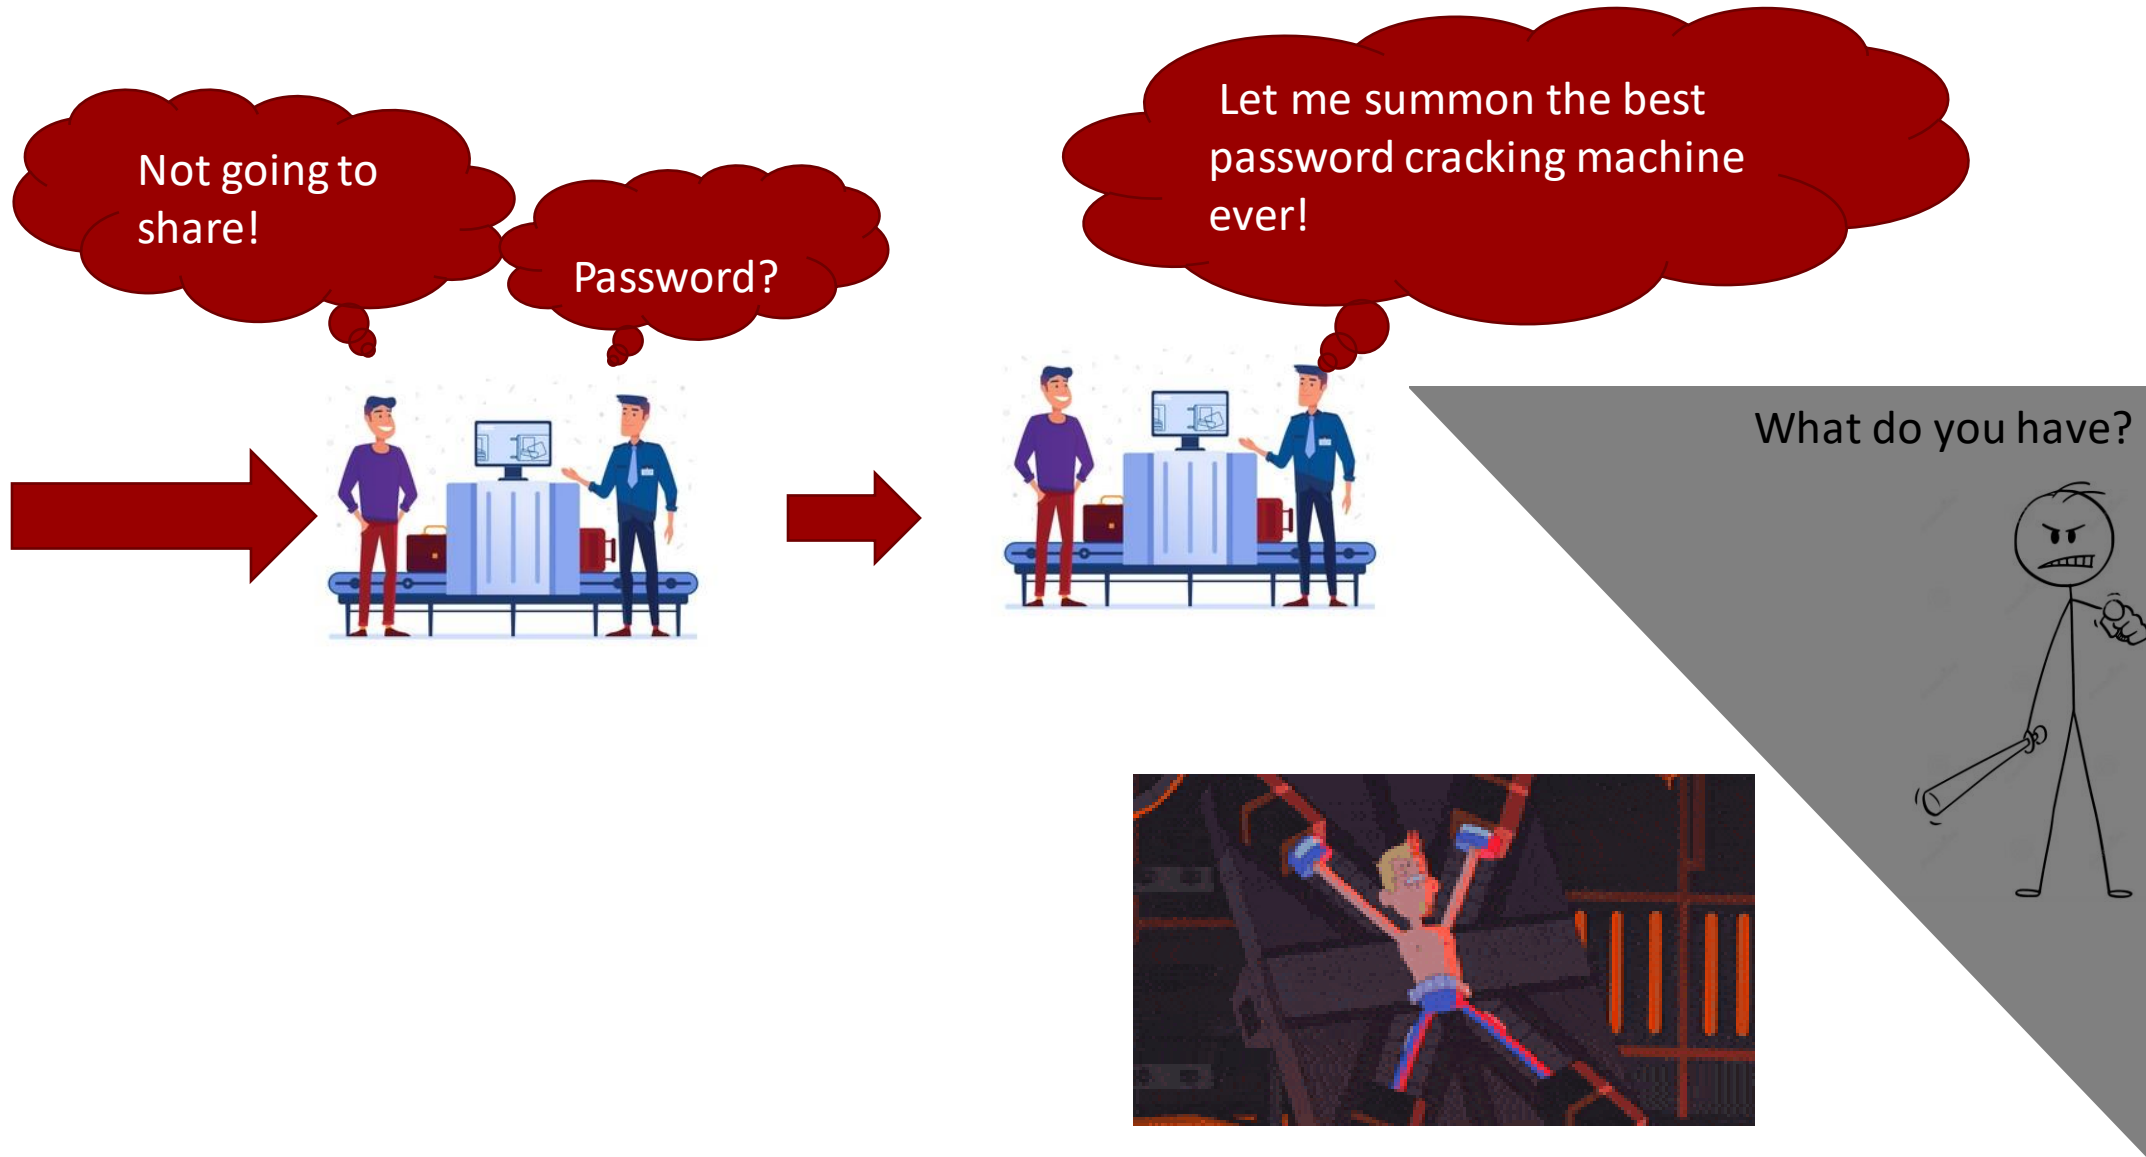 Not going to
share!
Password?
Let me summon the best
password cracking machine
ever!
What do you have?